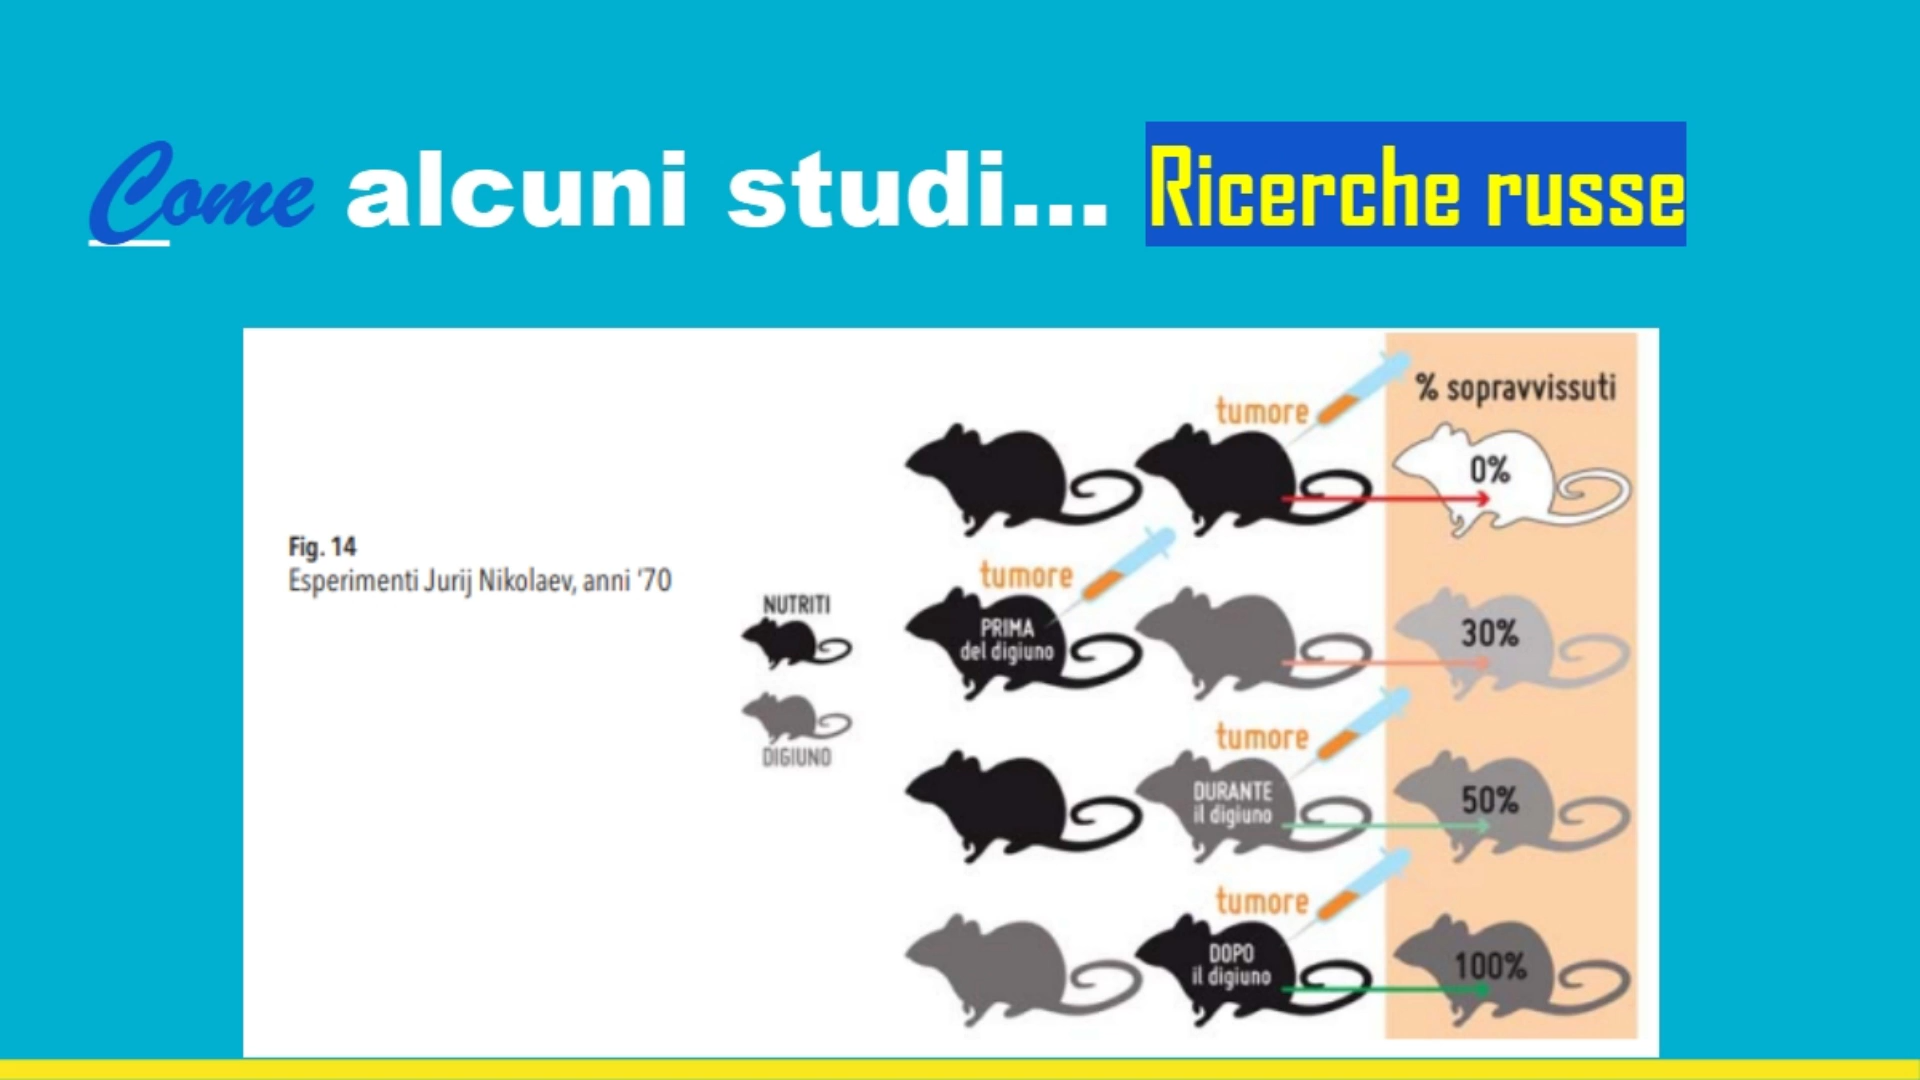 Come alcuni studi... Ricerche russe
% sopravvissuti
tumore
0%
Fig. 14
Esperimenti Jurij Nikolaev, anni '70
tumore
NUTRITI
PRIMA
del digiuno
30%
DIGIUNO
tumore
DURANTE
il digiuno
50%
tumore
DOPO
il digiuno
100%